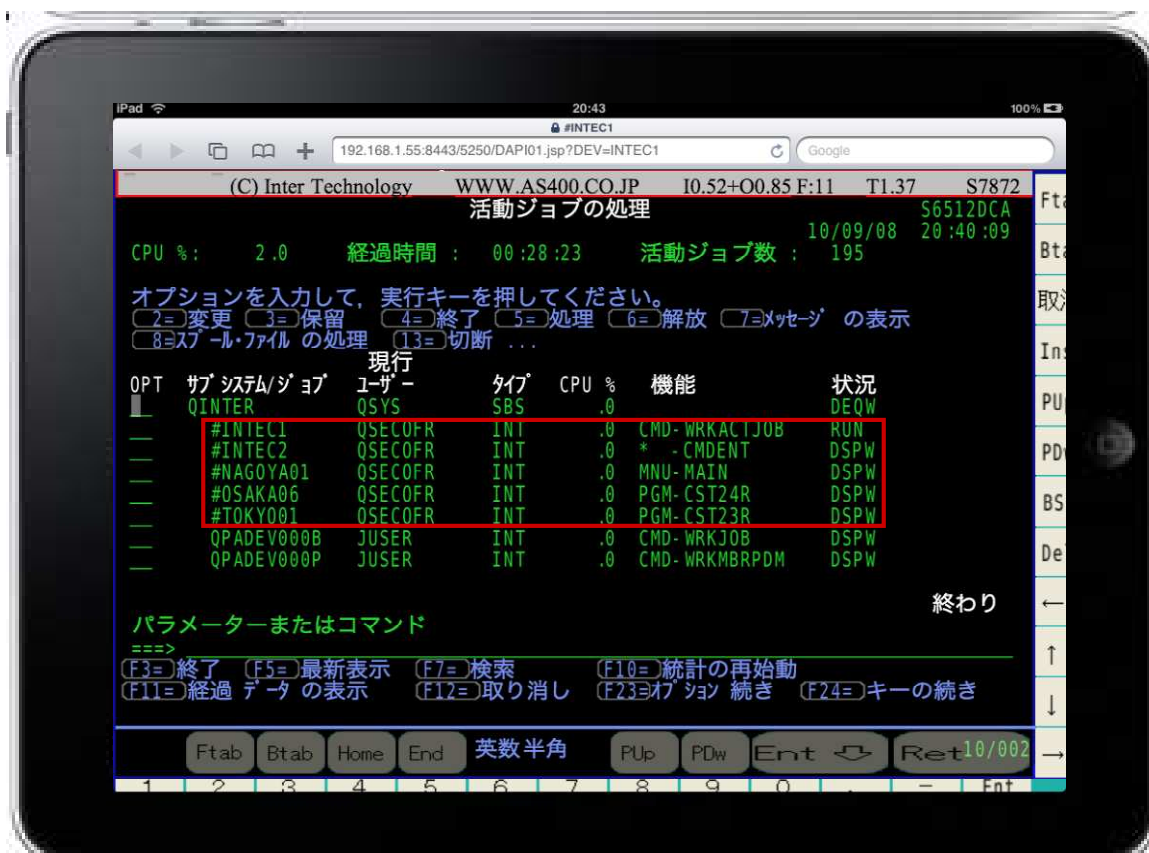 iPad 20:43 100%
#INTEC1
192.168.1.55:8443/5250/DAPI01.jsp?DEV=INTEC1 Google
(C) Inter Technology WWW.AS400.CO.JP I0.52+O0.85 F:11 T1.37 S7872
活動ジョブの処理 S6512DCA
10/09/08 20:40:09
CPU %: 2.0 経過時間 : 00:28:23 活動ジョブ数 : 195
オプションを入力して，実行キーを押してください。
2=変更 3=保留 4=終了 5=処理 6=解放 7=ﾒｯｾｰｼﾞ の表示
8=ｽﾌﾟｰﾙ･ﾌｧｲﾙ の処理 13=切断 ...
現行
OPT ｻﾌﾞｼｽﾃﾑ/ｼﾞｮﾌﾞ ﾕｰｻﾞｰ ﾀｲﾌﾟ CPU % 機能 状況
QINTER QSYS SBS .0 DEQW
#INTEC1 QSECOFR INT .0 CMD-WRKACTJOB RUN
#INTEC2 QSECOFR INT .0 * -CMDENT DSPW
#NAGOYA01 QSECOFR INT .0 MNU-MAIN DSPW
#OSAKA06 QSECOFR INT .0 PGM-CST24R DSPW
#TOKYO01 QSECOFR INT .0 PGM-CST23R DSPW
QPADEV000B JUSER INT .0 CMD-WRKJOB DSPW
QPADEV000P JUSER INT .0 CMD-WRKMBRPDM DSPW
終わり
パラメーターまたはコマンド
===>
F3=終了 F5=最新表示 F7=検索 F10=統計の再始動
F11=経過 ﾃﾞｰﾀ の表示 F12=取り消し F23=ｵﾌﾟｼｮﾝ 続き F24=キーの続き
Ftab Btab Home End 英数半角 PUp PDw Ent Ret 10/002
1 2 3 4 5 6 7 8 9 0 . - Ent
BS
←
↑
↓
→